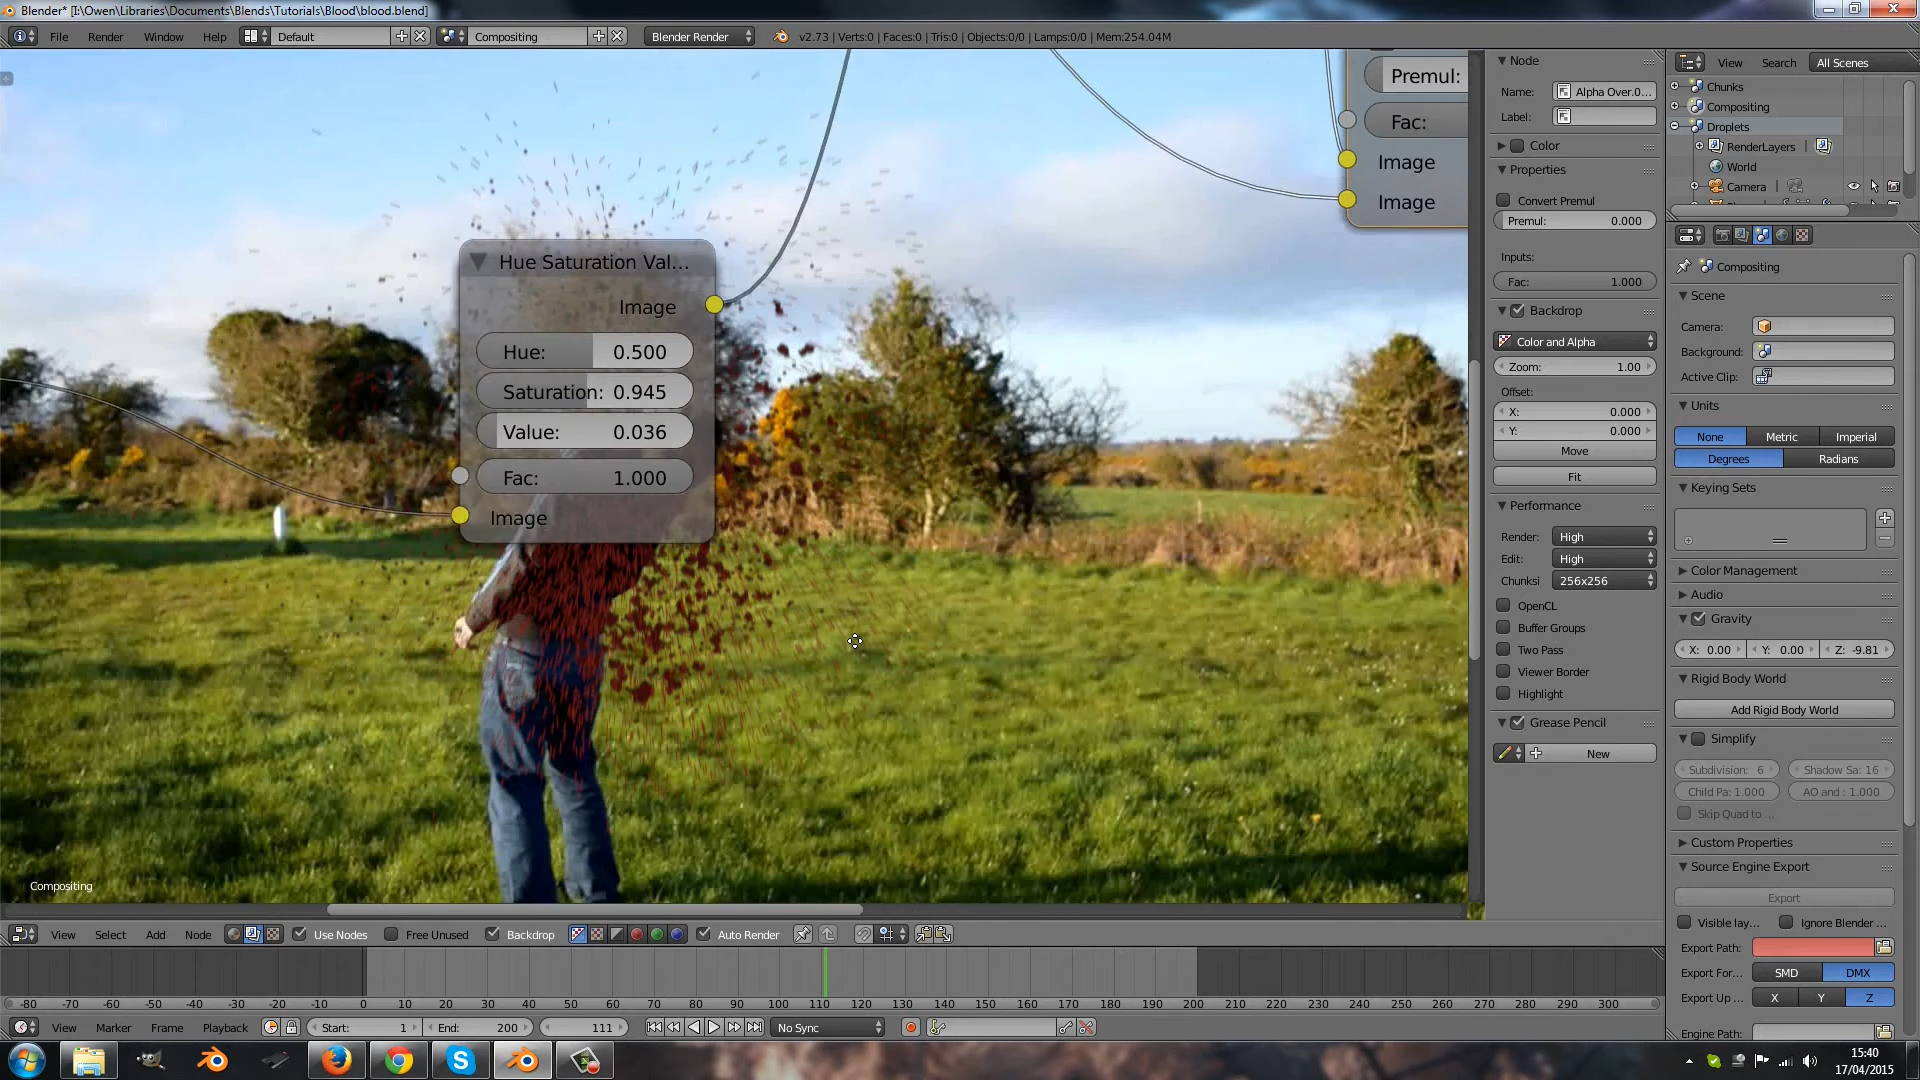 Blender* [I:\Owen\Libraries\Documents\Blends\Tutorials\Blood\blood.blend]
File Render Window Help Default Compositing Blender Render v2.73 | Verts:0 | Faces:0 | Tris:0 | Objects:0/0 | Lamps:0/0 | Mem:254.04M
Premul:
Fac:
Image
Image
Hue Saturation Val...
Image
Hue: 0.500
Saturation: 0.945
Value: 0.036
Fac: 1.000
Image
Compositing
Node
Name: Alpha Over.0...
Label:
Color
Properties
Convert Premul
Premul: 0.000
Inputs:
Fac: 1.000
Backdrop
Color and Alpha
Zoom: 1.00
Offset:
X: 0.000
Y: 0.000
Move
Fit
Performance
Render: High
Edit: High
Chunksi 256x256
OpenCL
Buffer Groups
Two Pass
Viewer Border
Highlight
Grease Pencil
New
View Search All Scenes
Chunks
Compositing
Droplets
RenderLayers
World
Camera
Compositing
Scene
Camera:
Background:
Active Clip:
Units
None Metric Imperial
Degrees Radians
Keying Sets
Color Management
Audio
Gravity
X: 0.00 Y: 0.00 Z: -9.81
Rigid Body World
Add Rigid Body World
Simplify
Subdivision: 6 Shadow Sa: 16
Child Pa: 1.000 AO and : 1.000
Skip Quad to ...
Custom Properties
Source Engine Export
Export
Visible lay... Ignore Blender ...
Export Path:
Export For... SMD DMX
Export Up ... X Y Z
Engine Path:
View Select Add Node Use Nodes Free Unused Backdrop Auto Render
-80 -70 -60 -50 -40 -30 -20 -10 0 10 20 30 40 50 60 70 80 90 100 110 120 130 140 150 160 170 180 190 200 210 220 230 240 250 260 270 280 290 300
View Marker Frame Playback Start: 1 End: 200 111 No Sync
15:40
17/04/2015